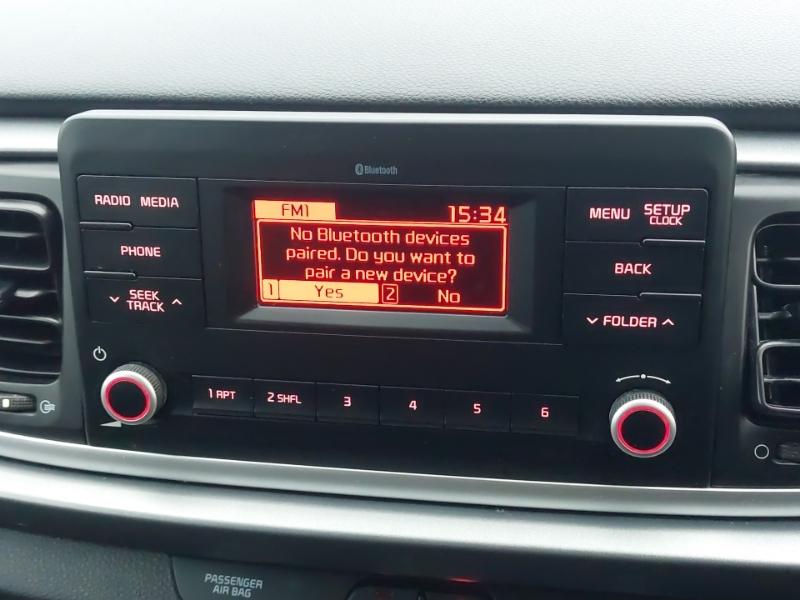 Bluetooth
RADIO MEDIA
PHONE
SEEK
TRACK
FM1 15:34
No Bluetooth devices
paired. Do you want to
pair a new device?
1 Yes 2 No
MENU SETUP
CLOCK
BACK
FOLDER
1 RPT 2 SHFL 3 4 5 6
PASSENGER
AIR BAG